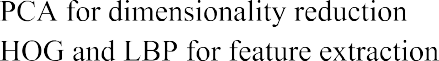 PCA for dimensionality reduction
HOG and LBP for feature extraction